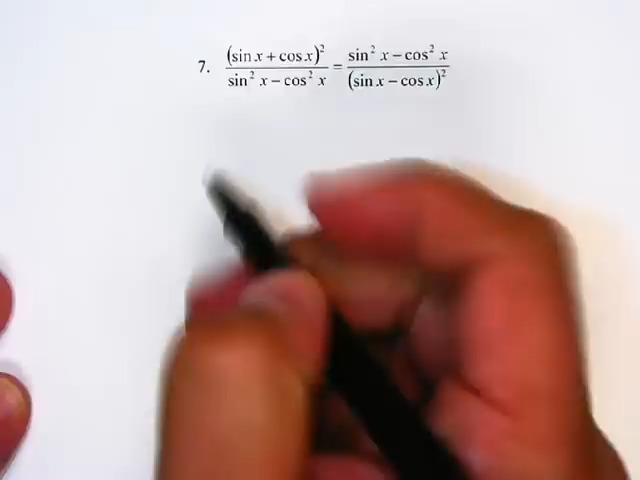 7. (sin x + cos x)² / sin² x − cos² x = sin² x − cos² x / (sin x − cos x)²